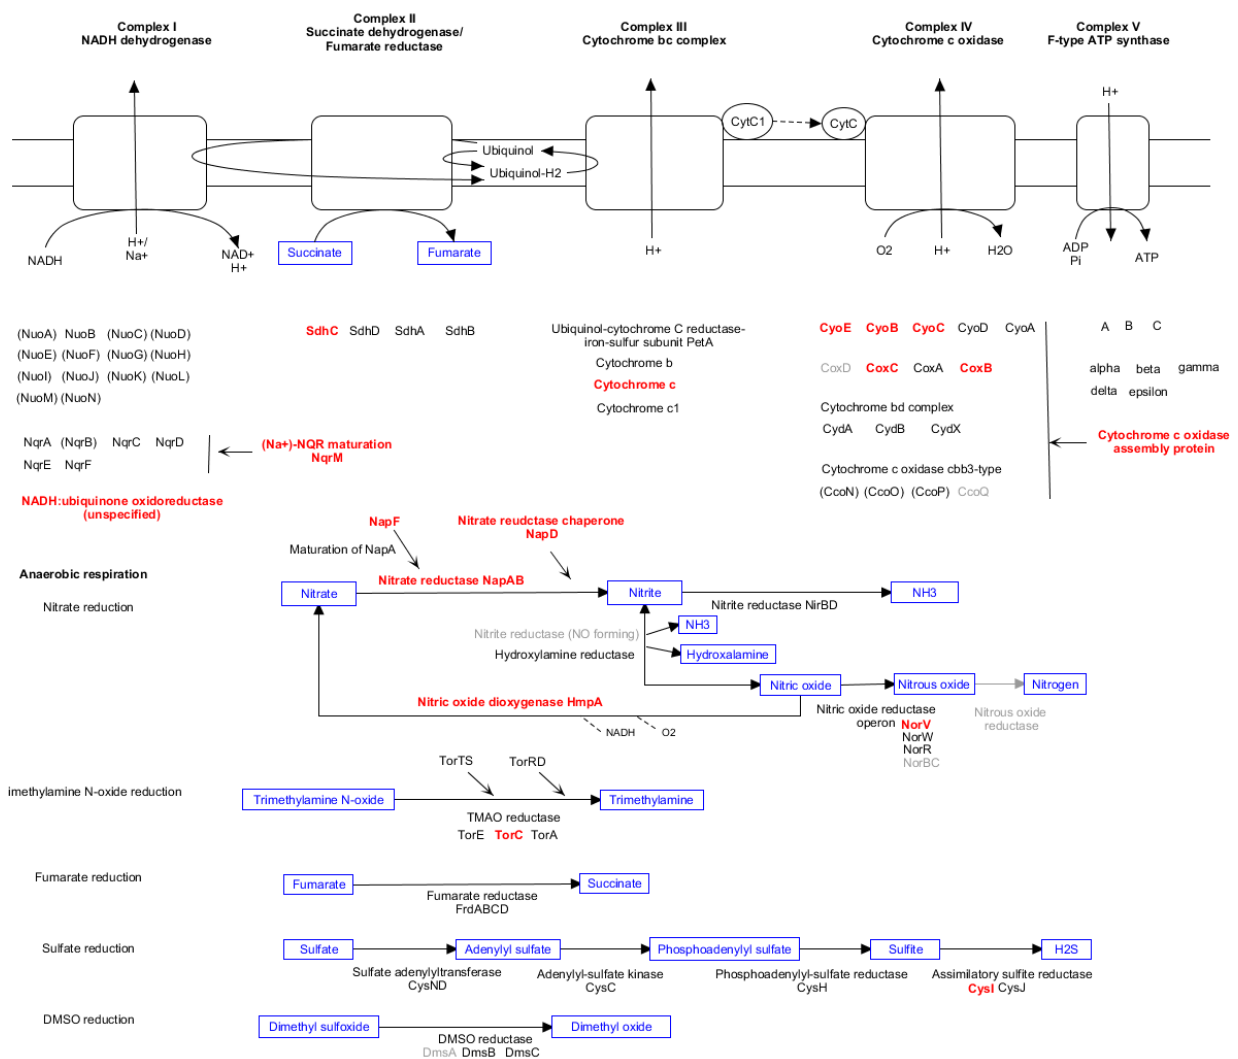 Complex I
NADH dehydrogenase
Complex II
Succinate dehydrogenase/
Fumarate reductase
Complex III
Cytochrome bc complex
Complex IV
Cytochrome c oxidase
Complex V
F-type ATP synthase
H+
CytC1
CytC
Ubiquinol
Ubiquinol-H2
NADH
H+/
Na+
NAD+
H+
Succinate
Fumarate
H+
O2
H+
H2O
ADP
Pi
ATP
(NuoA) NuoB (NuoC) (NuoD)
(NuoE) (NuoF) (NuoG) (NuoH)
(NuoI) (NuoJ) (NuoK) (NuoL)
(NuoM) (NuoN)
SdhC SdhD SdhA SdhB
Ubiquinol-cytochrome C reductase-
iron-sulfur subunit PetA
Cytochrome b
Cytochrome c
Cytochrome c1
CyoE CyoB CyoC CyoD CyoA
CoxD CoxC CoxA CoxB
Cytochrome bd complex
CydA CydB CydX
Cytochrome c oxidase cbb3-type
(CcoN) (CcoO) (CcoP) CcoQ
A B C
alpha beta gamma
delta epsilon
Cytochrome c oxidase
assembly protein
NqrA (NqrB) NqrC NqrD
NqrE NqrF
(Na+)-NQR maturation
NqrM
NADH:ubiquinone oxidoreductase
(unspecified)
NapF
Maturation of NapA
Nitrate reudctase chaperone
NapD
Anaerobic respiration
Nitrate reduction
Nitrate
Nitrate reductase NapAB
Nitrite
Nitrite reductase NirBD
NH3
Nitrite reductase (NO forming)
NH3
Hydroxylamine reductase
Hydroxalamine
Nitric oxide
Nitrous oxide
Nitrogen
Nitric oxide dioxygenase HmpA
NADH
O2
Nitric oxide reductase
operon NorV
NorW
NorR
NorBC
Nitrous oxide
reductase
TorTS
TorRD
imethylamine N-oxide reduction
Trimethylamine N-oxide
Trimethylamine
TMAO reductase
TorE TorC TorA
Fumarate reduction
Fumarate
Succinate
Fumarate reductase
FrdABCD
Sulfate reduction
Sulfate
Adenylyl sulfate
Phosphoadenylyl sulfate
Sulfite
H2S
Sulfate adenylyltransferase
CysND
Adenylyl-sulfate kinase
CysC
Phosphoadenylyl-sulfate reductase
CysH
Assimilatory sulfite reductase
CysI CysJ
DMSO reduction
Dimethyl sulfoxide
Dimethyl oxide
DMSO reductase
DmsA DmsB DmsC